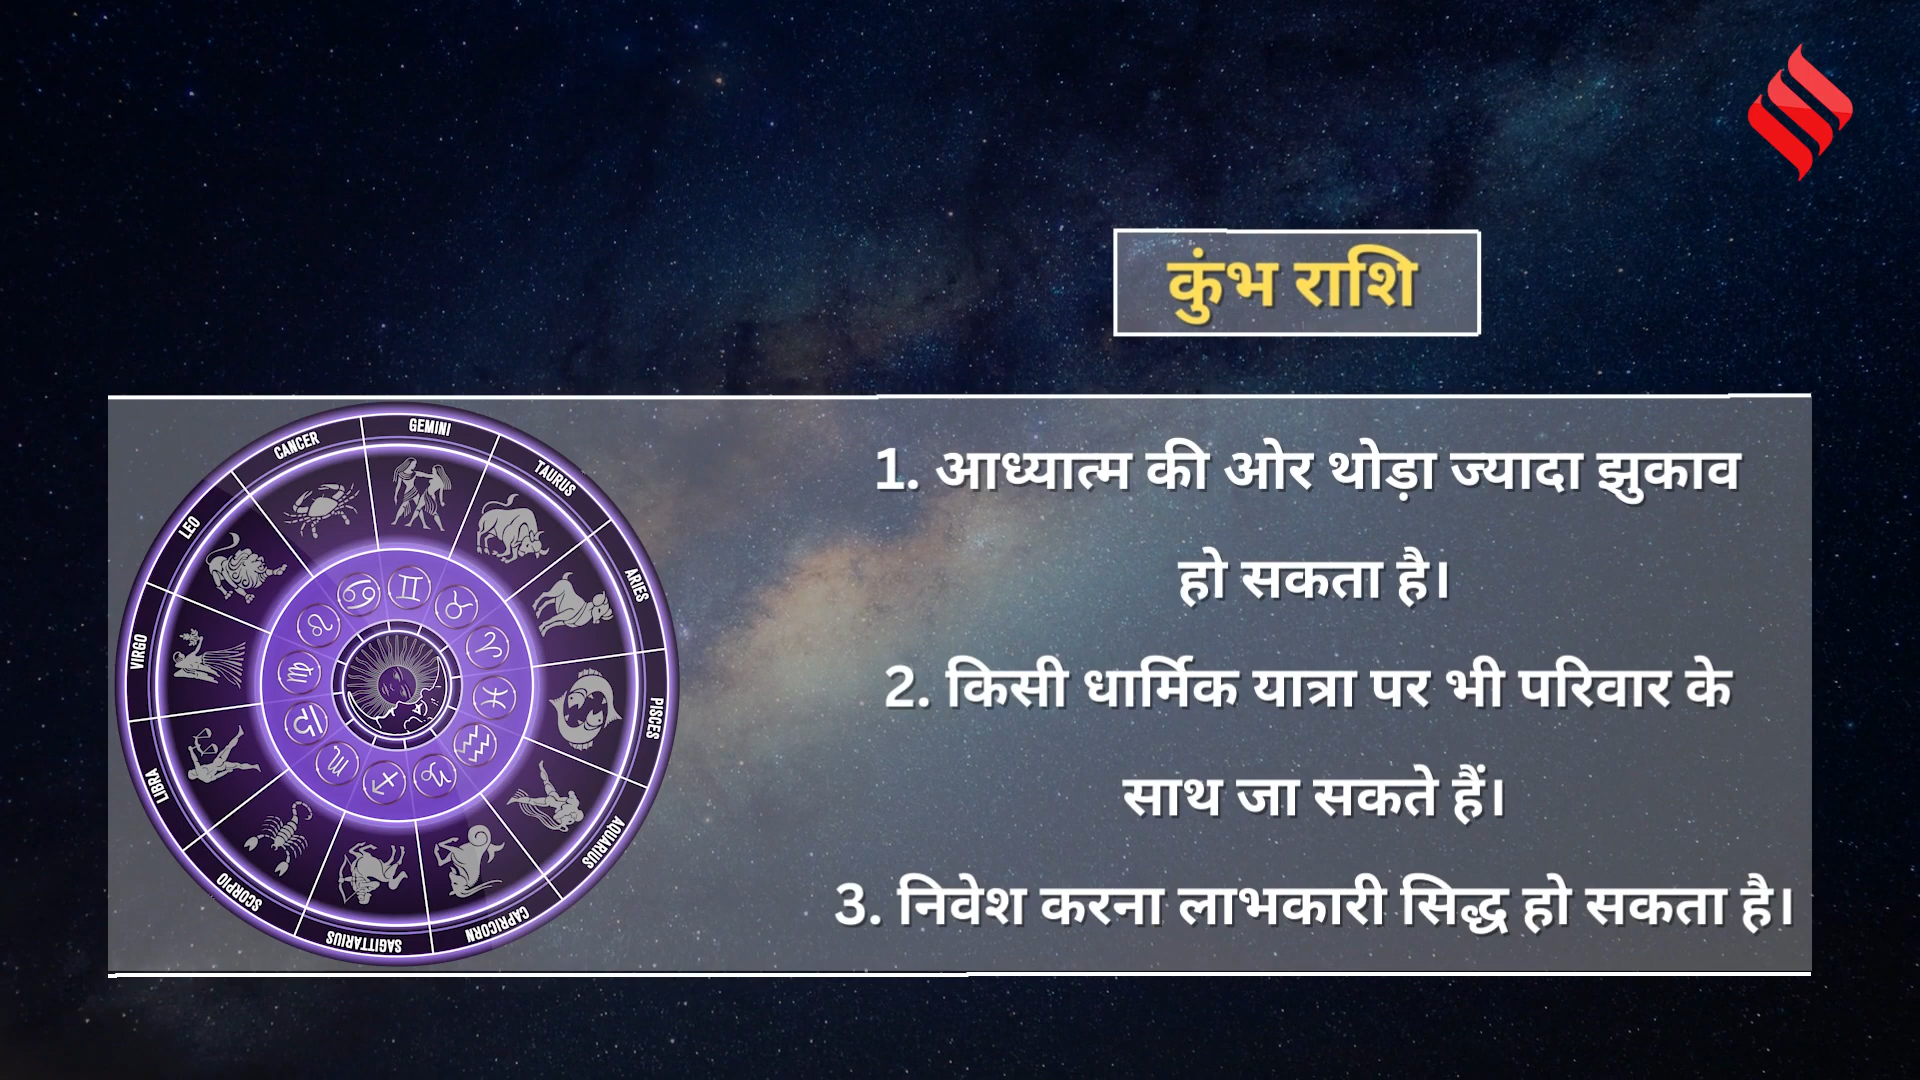 कुंभ राशि
1. आध्यात्म की ओर थोड़ा ज्यादा झुकाव
हो सकता है।
2. किसी धार्मिक यात्रा पर भी परिवार के
साथ जा सकते हैं।
3. निवेश करना लाभकारी सिद्ध हो सकता है।
GEMINI
TAURUS
ARIES
PISCES
AQUARIUS
CAPRICORN
SAGITTARIUS
SCORPIO
LIBRA
VIRGO
LEO
CANCER